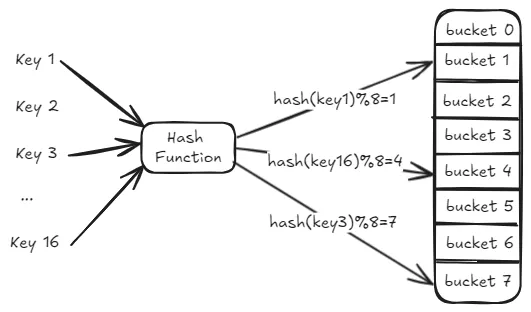 Key 1
Key 2
Key 3
...
Key 16
Hash
Function
hash(key1)%8=1
hash(key16)%8=4
hash(key3)%8=7
bucket 0
bucket 1
bucket 2
bucket 3
bucket 4
bucket 5
bucket 6
bucket 7